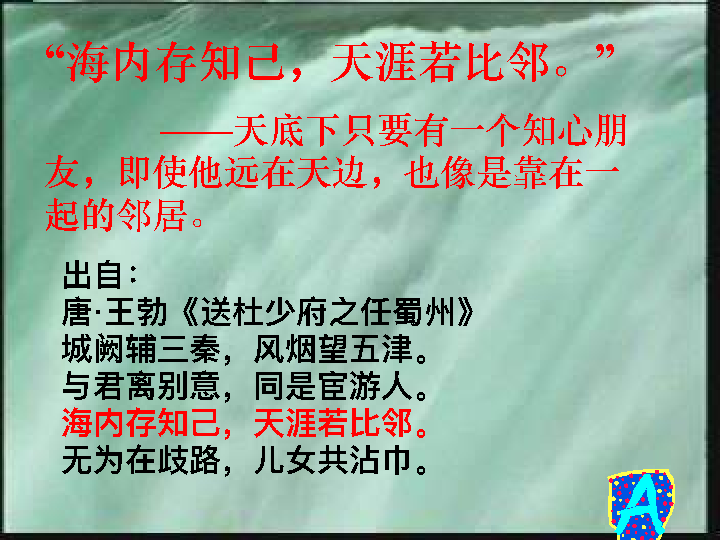 “海内存知己，天涯若比邻。”
——天底下只要有一个知心朋
友，即使他远在天边，也像是靠在一
起的邻居。
出自：
唐·王勃《送杜少府之任蜀州》
城阙辅三秦，风烟望五津。
与君离别意，同是宦游人。
海内存知己，天涯若比邻。
无为在歧路，儿女共沾巾。
A